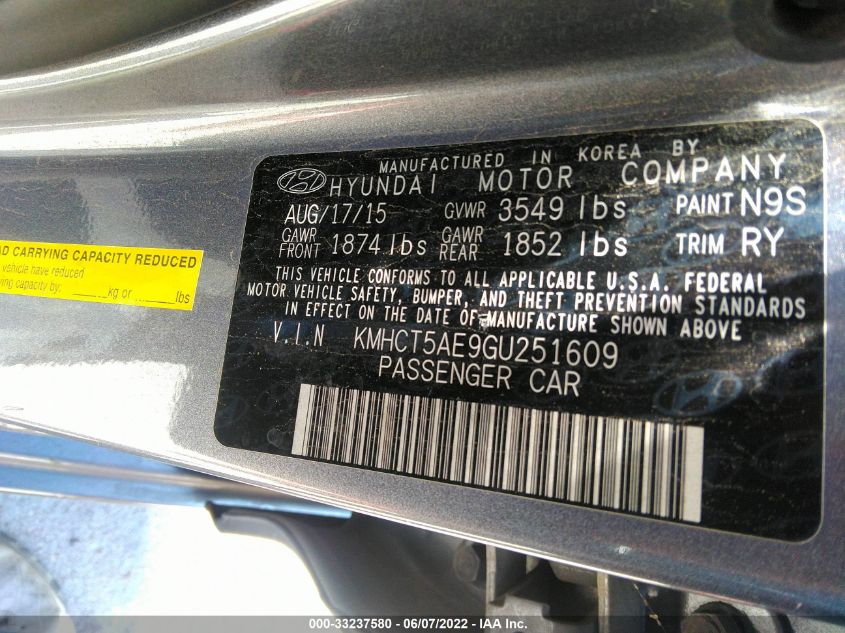 MANUFACTURED IN KOREA BY
HYUNDAI MOTOR COMPANY
AUG/17/15 GVWR 3549 lbs PAINT N9S
GAWR FRONT 1874 lbs GAWR REAR 1852 lbs TRIM RY
THIS VEHICLE CONFORMS TO ALL APPLICABLE U.S.A. FEDERAL
MOTOR VEHICLE SAFETY, BUMPER, AND THEFT PREVENTION STANDARDS
IN EFFECT ON THE DATE OF MANUFACTURE SHOWN ABOVE
V.I.N KMHCT5AE9GU251609
PASSENGER CAR
CARRYING CAPACITY REDUCED
vehicle have reduced
capacity by: ______kg or ________lbs
000-33237580 - 06/07/2022 - IAA Inc.